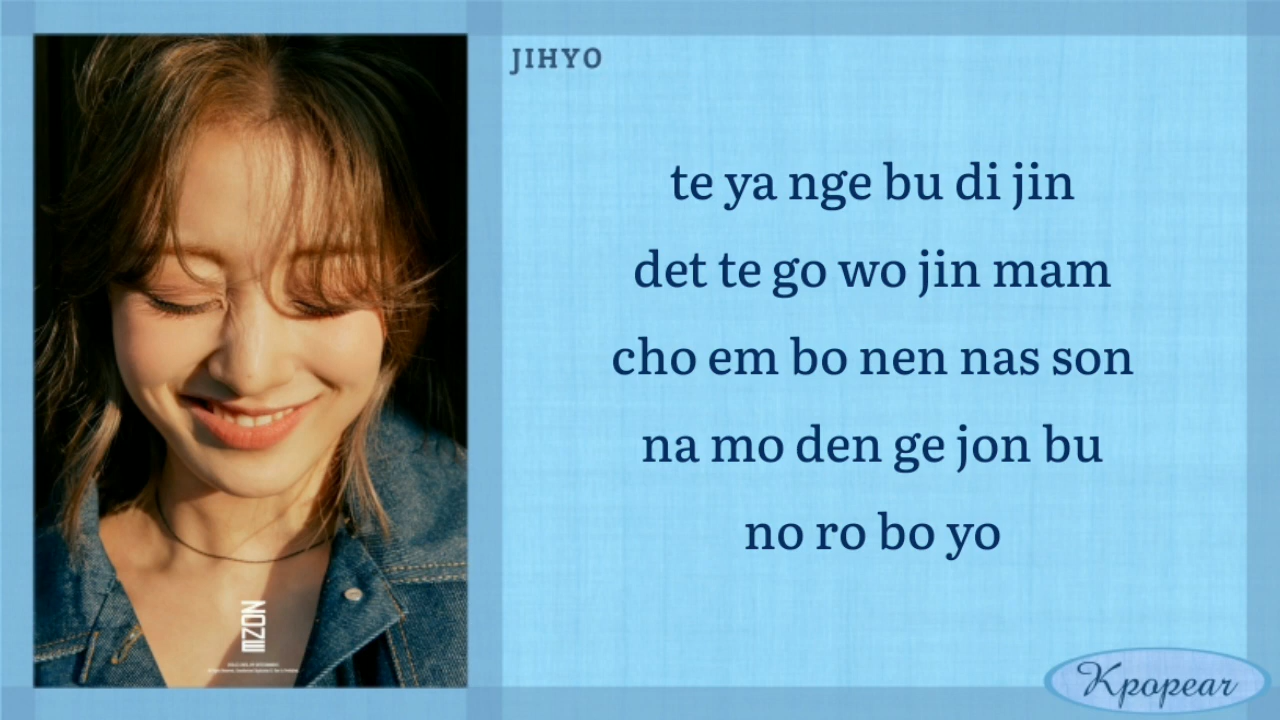 JIHYO
te ya nge bu di jin
det te go wo jin mam
cho em bo nen nas son
na mo den ge jon bu
no ro bo yo
ZONE
Kpopear